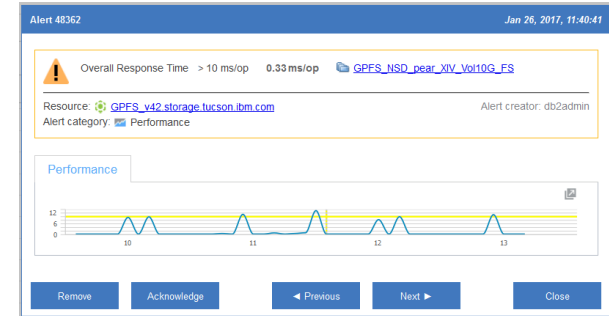 Alert 48362 Jan 26, 2017, 11:40:41
Overall Response Time > 10 ms/op 0.33 ms/op GPFS_NSD_pear_XIV_Vol10G_FS
Resource: GPFS_v42.storage.tucson.ibm.com Alert creator: db2admin
Alert category: Performance
Performance
12
6
0
10 11 12 13
Remove Acknowledge ◄ Previous Next ► Close